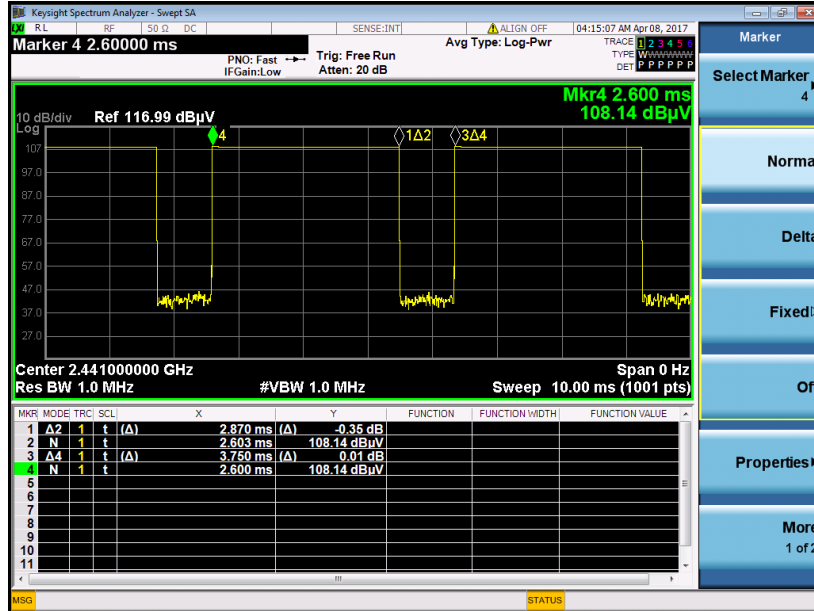 Keysight Spectrum Analyzer - Swept SA
LXI RL RF 50 Ω DC SENSE:INT ALIGN OFF 04:15:07 AM Apr 08, 2017
Marker 4 2.60000 ms
PNO: Fast
IFGain:Low
Trig: Free Run
Atten: 20 dB
Avg Type: Log-Pwr
TRACE 1 2 3 4 5 6
TYPE WWWWWW
DET P P P P P P
Mkr4 2.600 ms
108.14 dBµV
10 dB/div Ref 116.99 dBµV
Log
4
1Δ2
3Δ4
107
97.0
87.0
77.0
67.0
57.0
47.0
37.0
27.0
Center 2.441000000 GHz Span 0 Hz
Res BW 1.0 MHz #VBW 1.0 MHz Sweep 10.00 ms (1001 pts)
MKR MODE TRC SCL X Y FUNCTION FUNCTION WIDTH FUNCTION VALUE
1 Δ2 1 t (Δ) 2.870 ms (Δ) -0.35 dB
2 N 1 t 2.603 ms 108.14 dBµV
3 Δ4 1 t (Δ) 3.750 ms (Δ) 0.01 dB
4 N 1 t 2.600 ms 108.14 dBµV
5
6
7
8
9
10
11
MSG STATUS
Marker
Select Marker
4
Norma
Delta
Fixed
Of
Properties
More
1 of 2